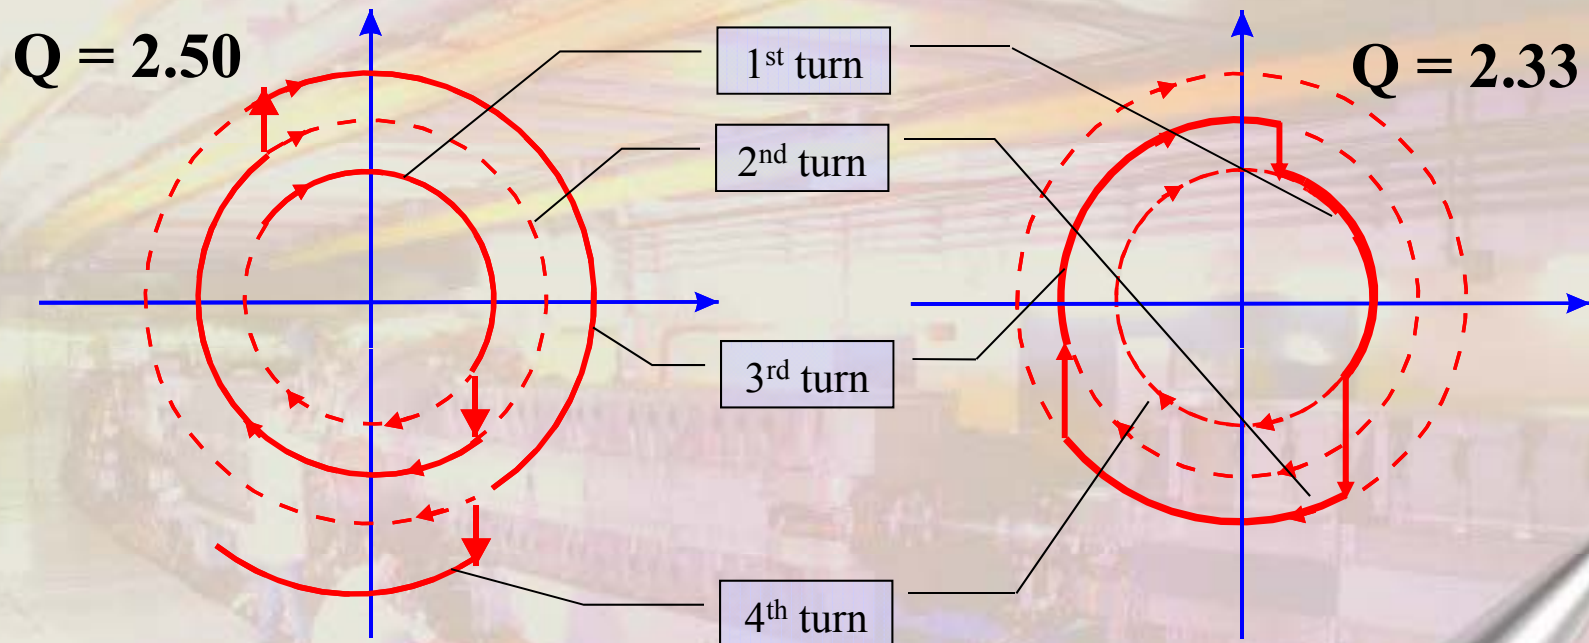 Q = 2.50
1st turn
Q = 2.33
2nd turn
3rd turn
4th turn